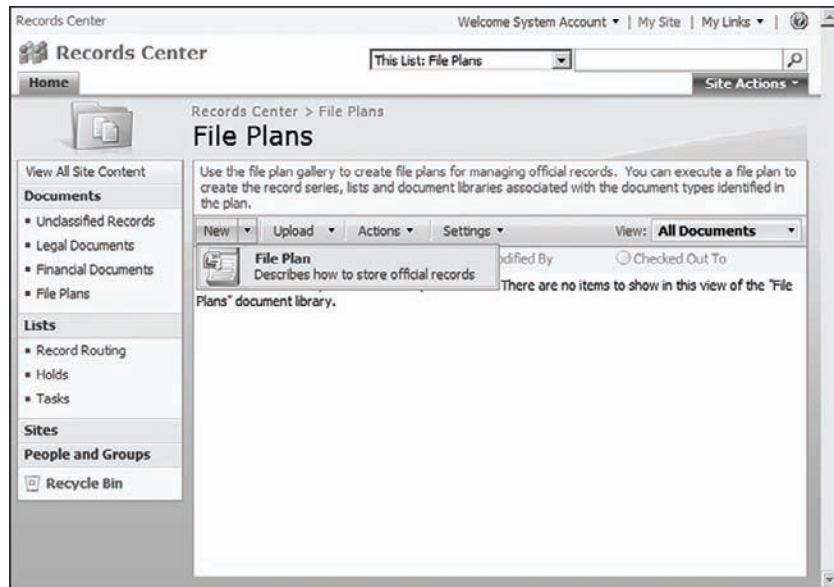 Records Center
Welcome System Account | My Site | My Links |
Records Center
This List: File Plans
Home
Site Actions
Records Center > File Plans
File Plans
View All Site Content
Documents
Unclassified Records
Legal Documents
Financial Documents
File Plans
Lists
Record Routing
Holds
Tasks
Sites
People and Groups
Recycle Bin
Use the file plan gallery to create file plans for managing official records. You can execute a file plan to
create the record series, lists and document libraries associated with the document types identified in
the plan.
New Upload Actions Settings View: All Documents
File Plan
Describes how to store official records
By Checked Out To
There are no items to show in this view of the "File
Plans" document library.